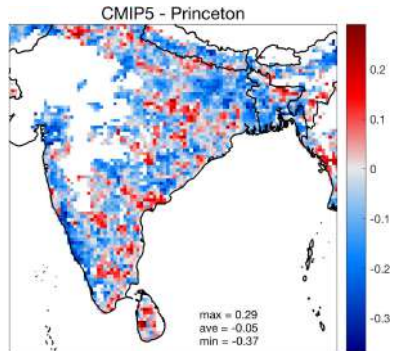 CMIP5 - Princeton
0.2
0.1
0
-0.1
-0.2
-0.3
max = 0.29
ave = -0.05
min = -0.37